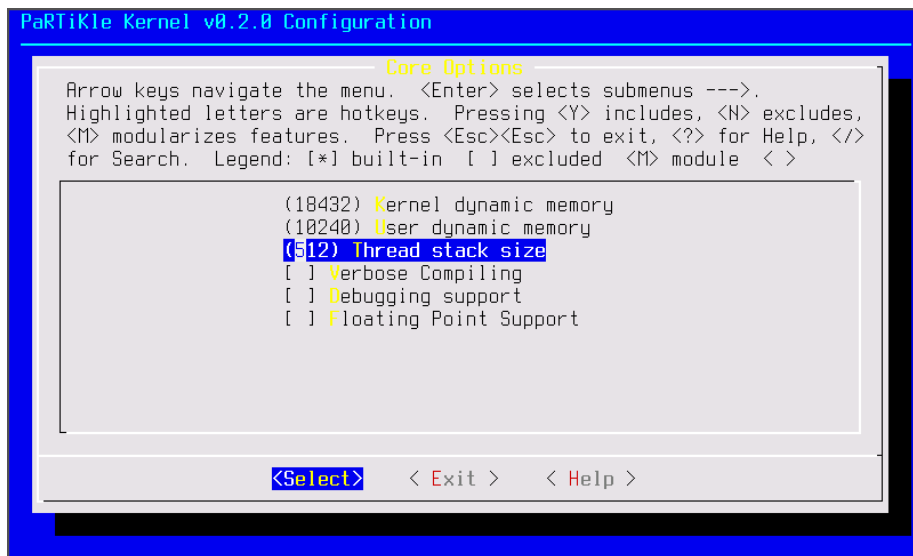 PaRTiKle Kernel v0.2.0 Configuration
Core Options
Arrow keys navigate the menu. <Enter> selects submenus --->.
Highlighted letters are hotkeys. Pressing <Y> includes, <N> excludes,
<M> modularizes features. Press <Esc><Esc> to exit, <?> for Help, </>
for Search. Legend: [*] built-in [ ] excluded <M> module < >
(18432) Kernel dynamic memory
(10240) User dynamic memory
(512) Thread stack size
[ ] Verbose Compiling
[ ] Debugging support
[ ] Floating Point Support
<Select> < Exit > < Help >